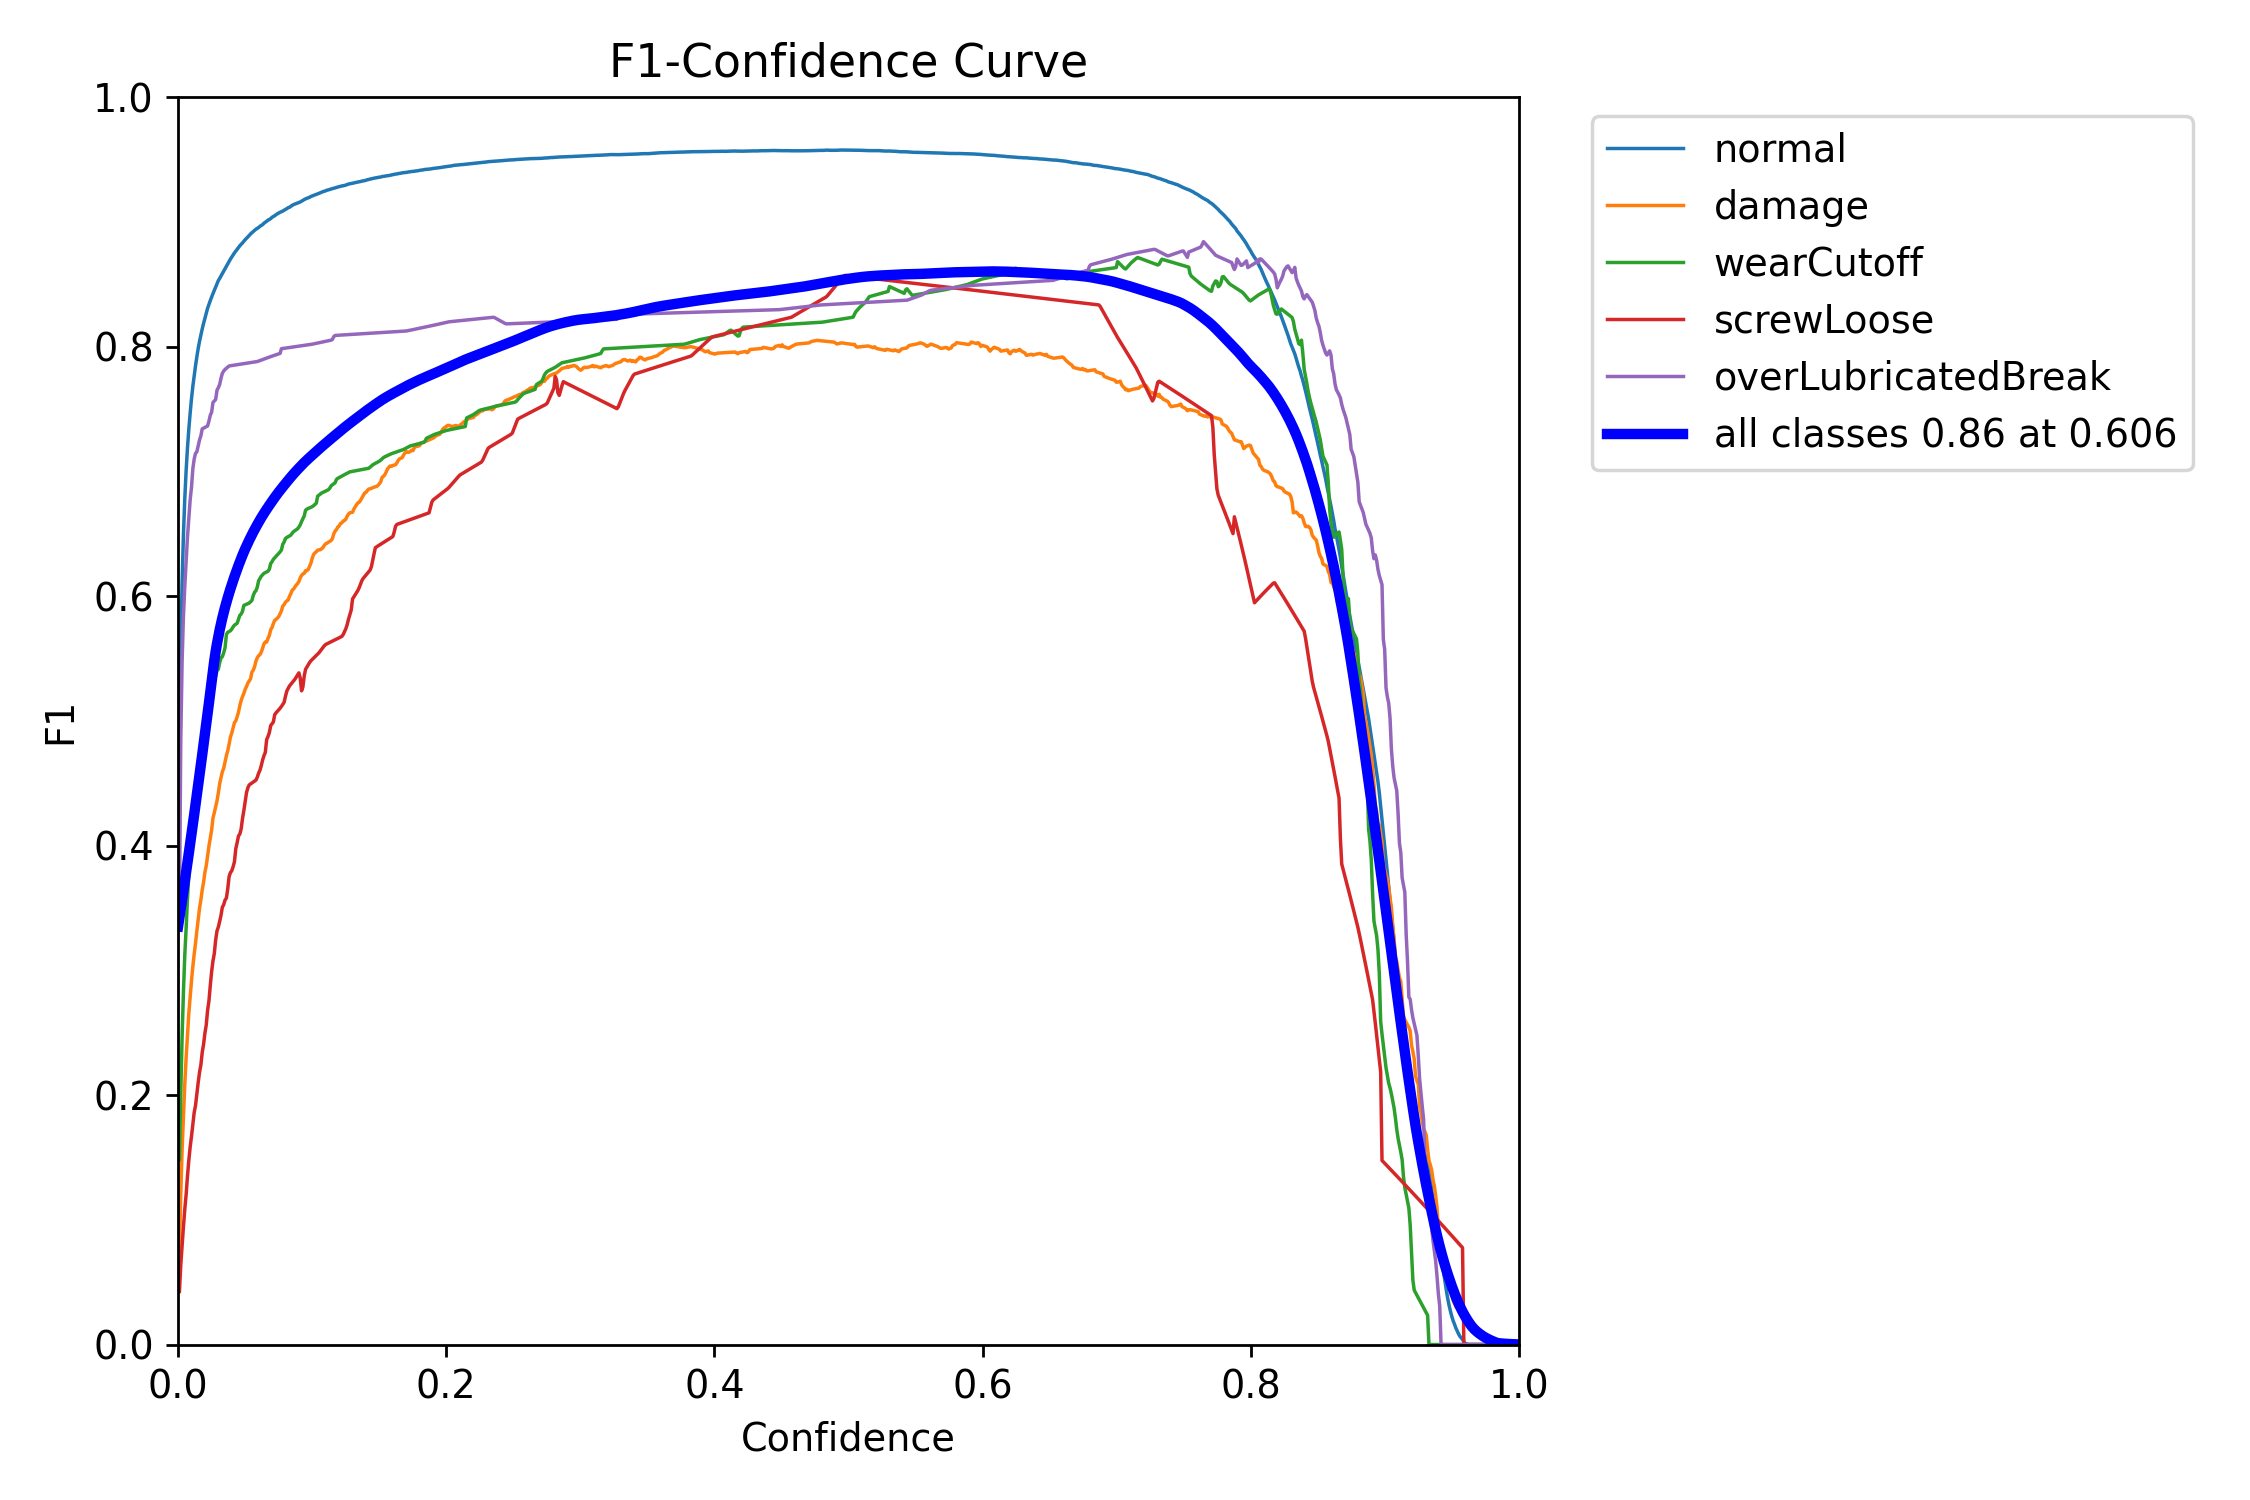 F1-Confidence Curve
1.0
0.8
0.6
0.4
0.2
0.0
F1
0.0 0.2 0.4 0.6 0.8 1.0
Confidence
normal
damage
wearCutoff
screwLoose
overLubricatedBreak
all classes 0.86 at 0.606